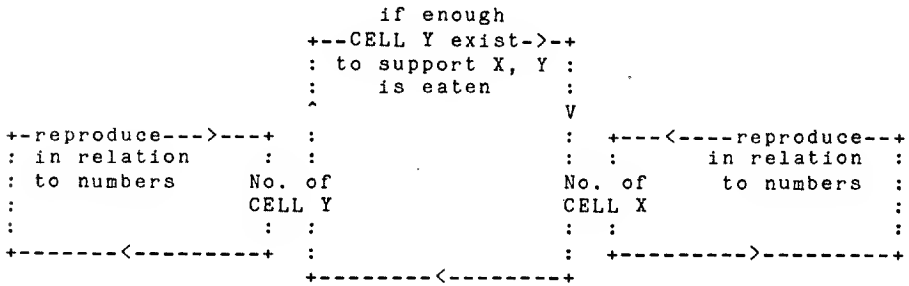 if enough
+--CELL Y exist->-+
: to support X, Y :
: is eaten :
^ V
+-reproduce--->----+ : : +---<----reproduce--+
: in relation : : : : in relation :
: to numbers No. of No. of to numbers :
: CELL Y CELL X :
: : : : : :
+-------<----------+ : : +--------->---------+
+--------<--------+